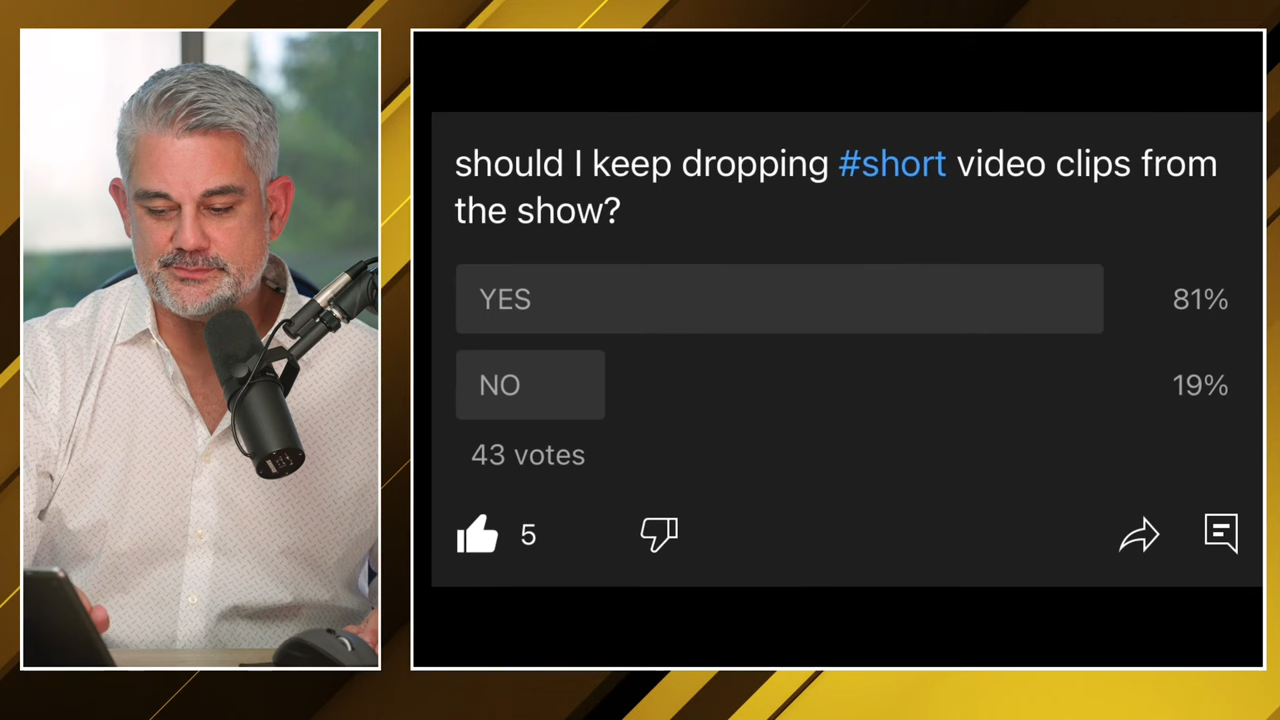 should I keep dropping #short video clips from
the show?
YES 81%
NO 19%
43 votes
5